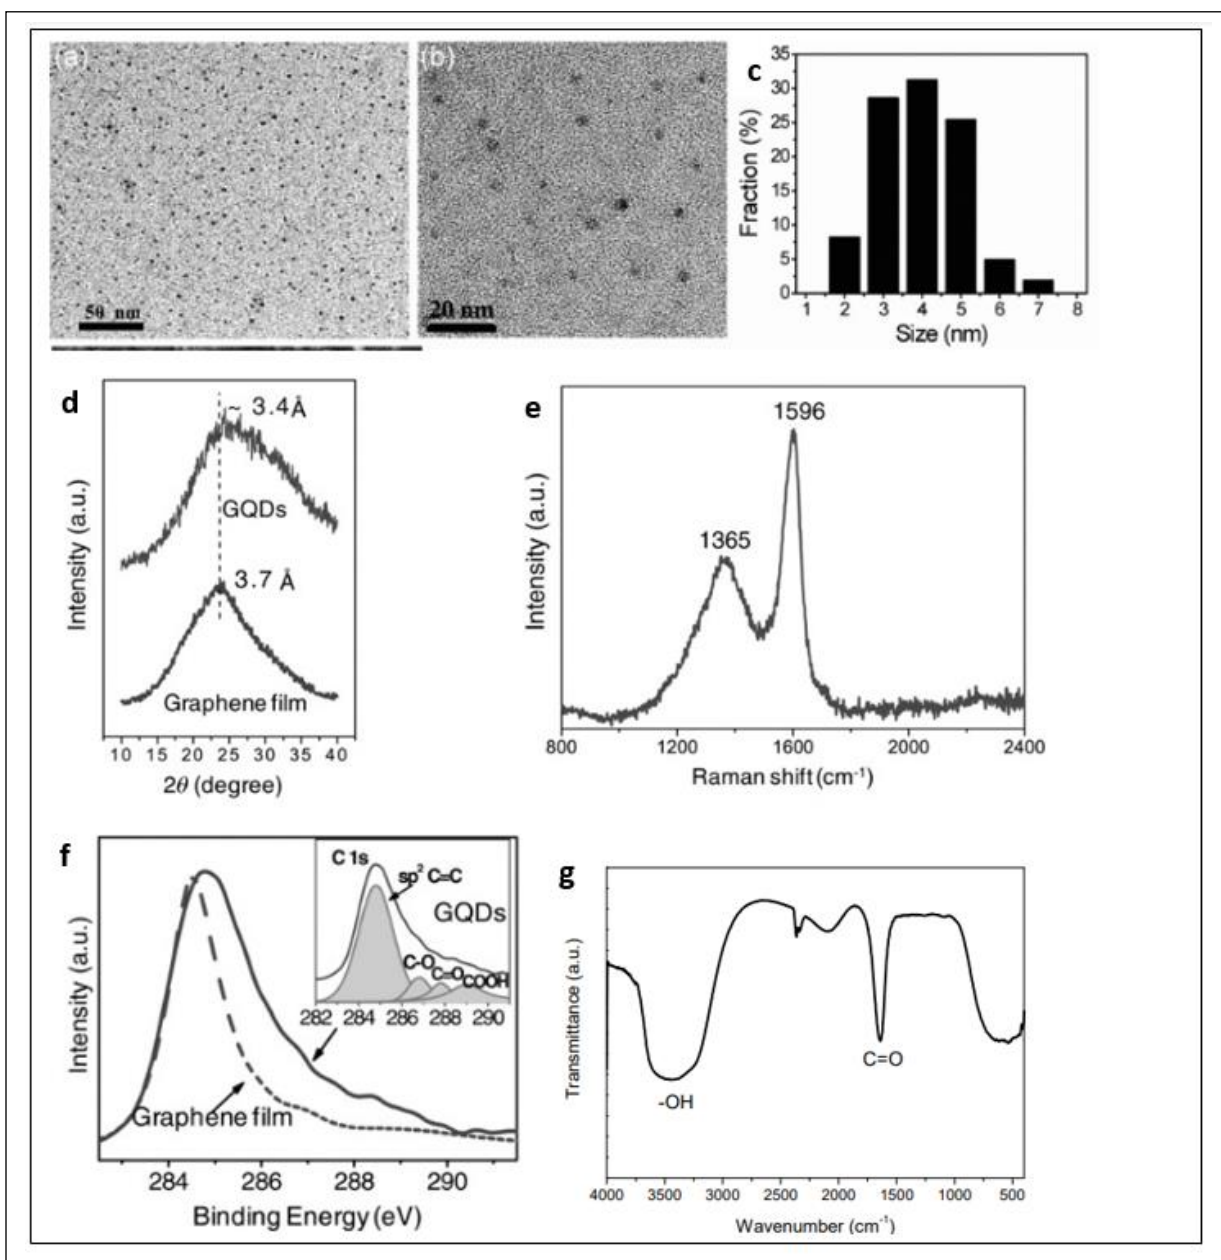 (a)
50 nm
(b)
20 nm
c
Fraction (%)
35
30
25
20
15
10
5
0
1 2 3 4 5 6 7 8
Size (nm)
d
~ 3.4Å
GQDs
3.7 Å
Graphene film
Intensity (a.u.)
10 15 20 25 30 35 40
2θ (degree)
e
1596
1365
Intensity (a.u.)
800 1200 1600 2000 2400
Raman shift (cm⁻¹)
f
C 1s
sp² C=C
GQDs
C-O
C=O
COOH
282 284 286 288 290
Graphene film
Intensity (a.u.)
284 286 288 290
Binding Energy (eV)
g
Transmittance (a.u.)
C=O
-OH
4000 3500 3000 2500 2000 1500 1000 500
Wavenumber (cm⁻¹)